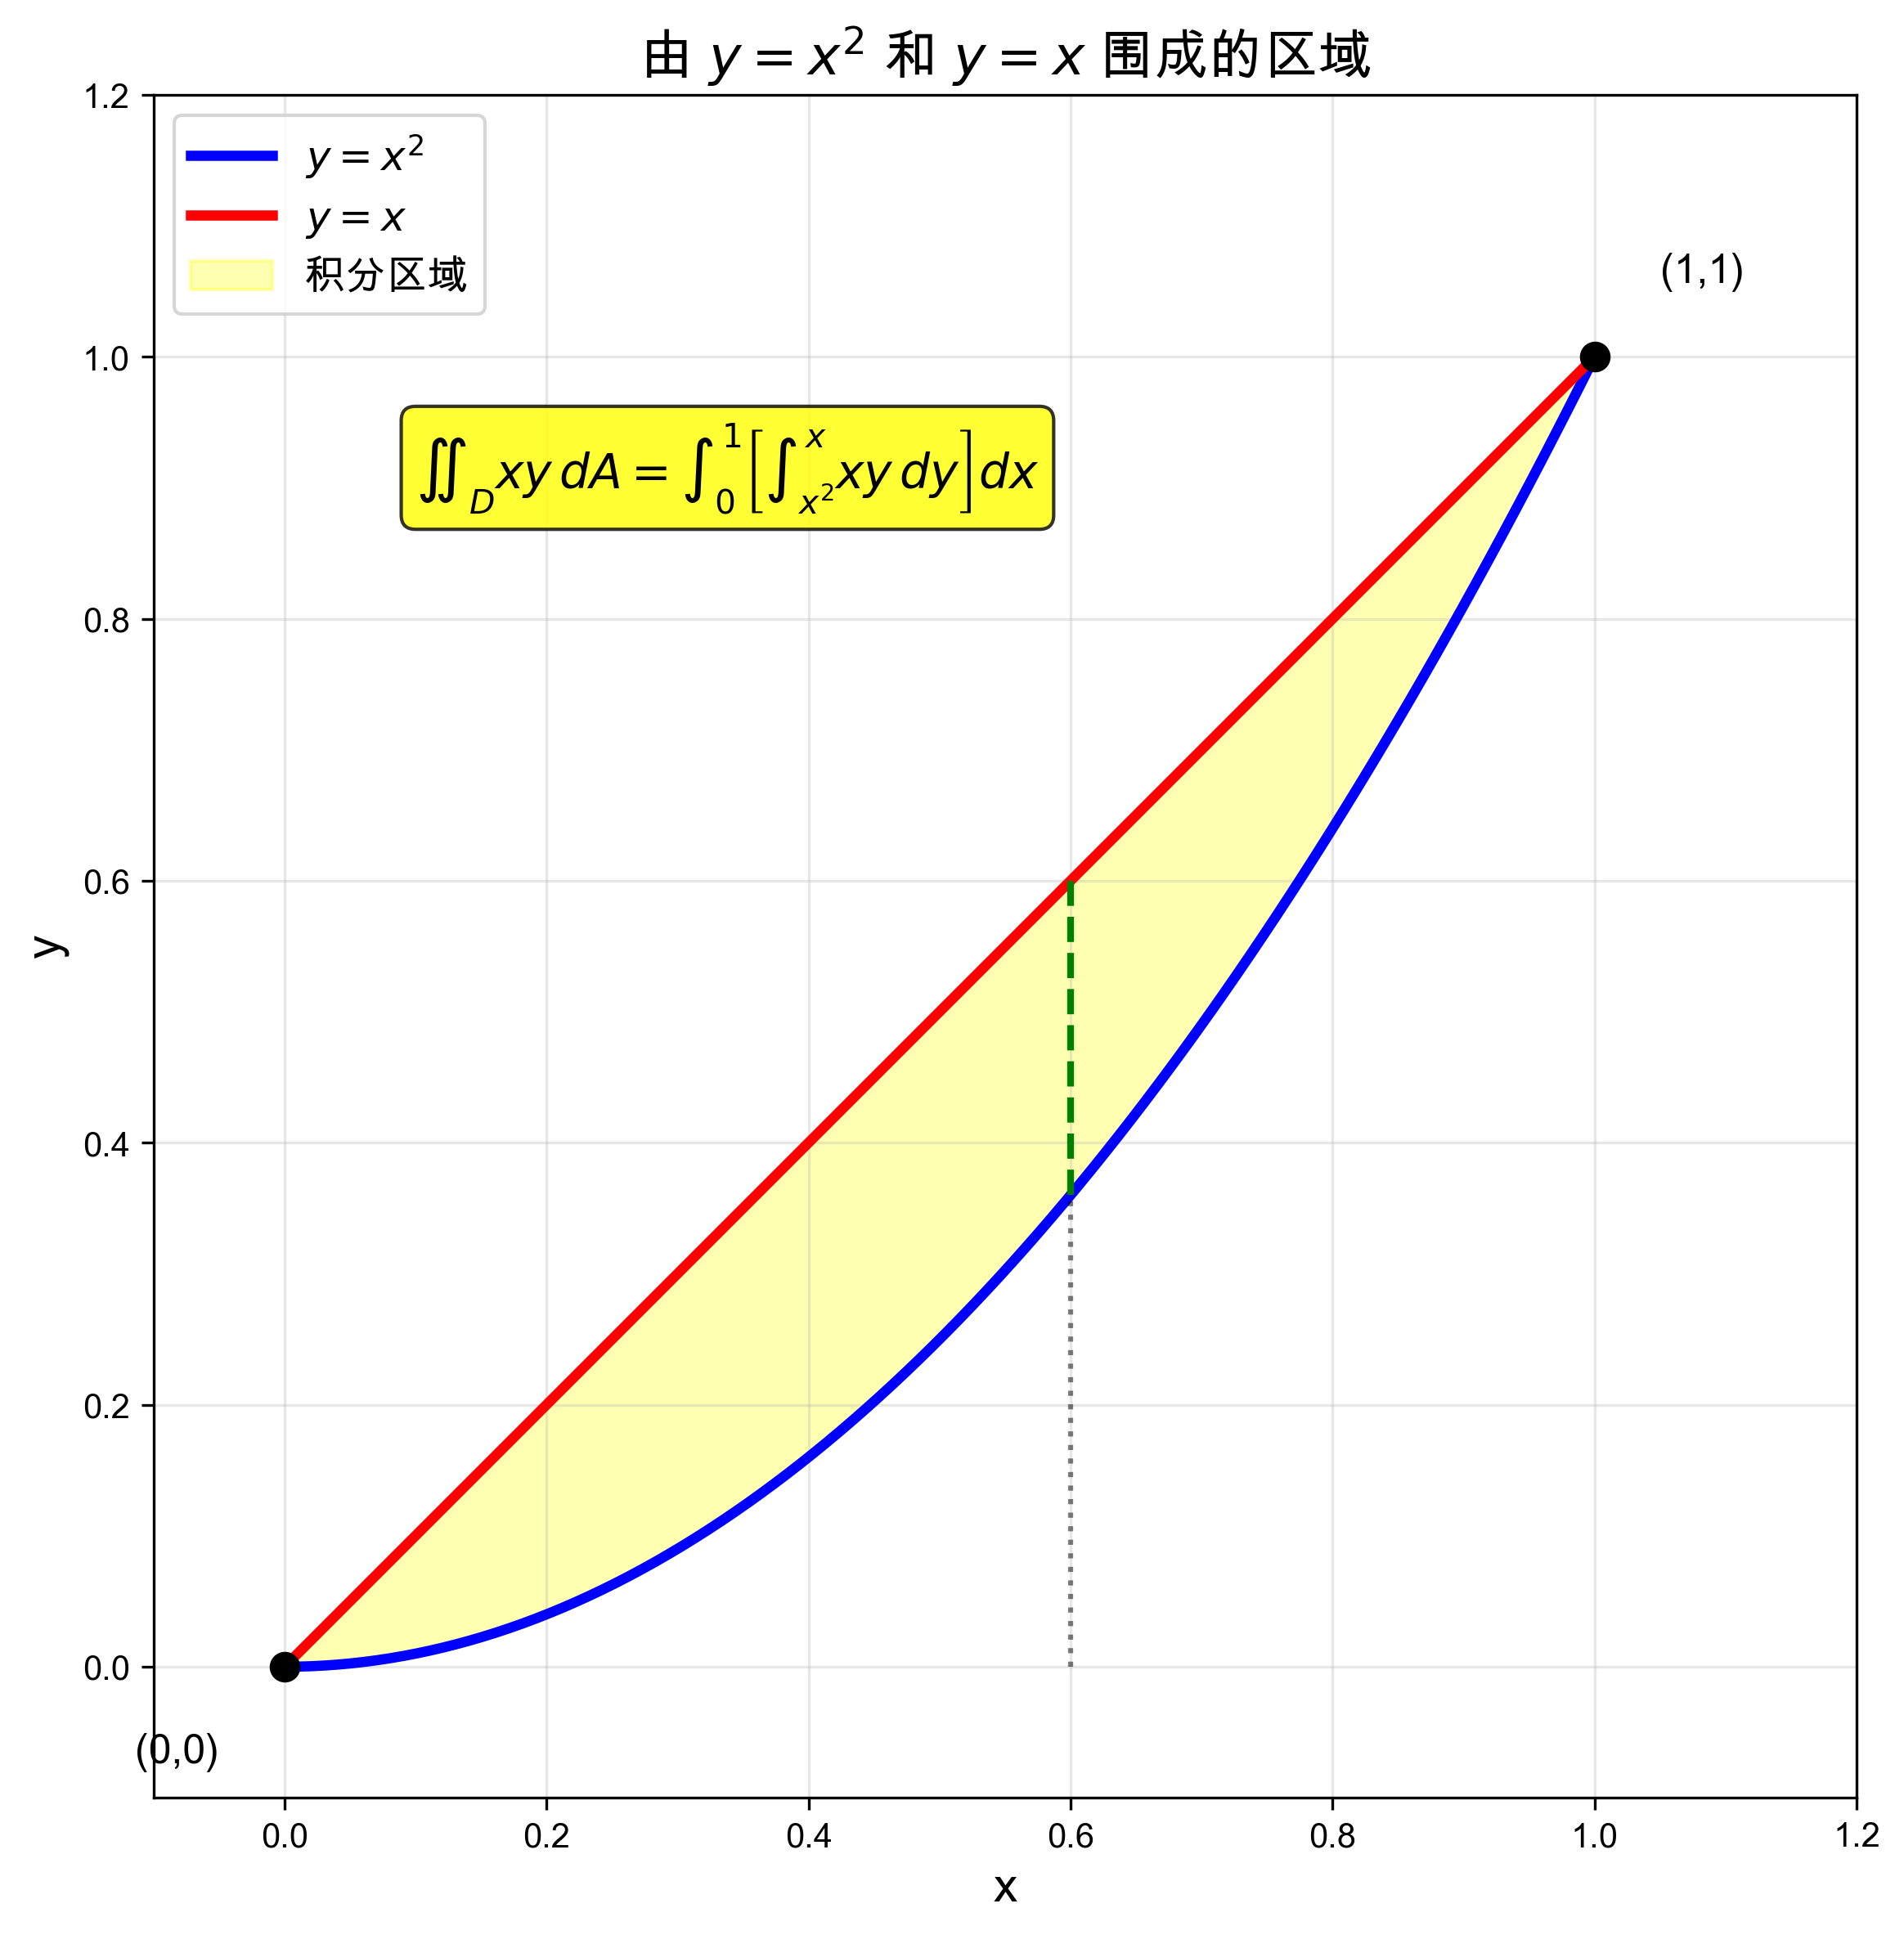 由 y = x² 和 y = x 围成的区域
1.2
y = x²
y = x
积分区域
(1,1)
1.0
∬_D xy dA = ∫_0^1 [∫_{x²}^x xy dy] dx
0.8
0.6
y
0.4
0.2
0.0
(0,0)
0.0 0.2 0.4 0.6 0.8 1.0 1.2
x